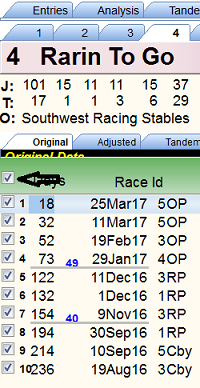 Entries Analysis Tande
1 2 3 4
4 Rarin To Go
J: 101 15 11 11 15 37
T: 17 1 1 3 6 29
O: Southwest Racing Stables
Original Adjusted Tandem
Original Data
Race Id
1 18 25Mar17 5OP
2 32 11Mar17 5OP
3 52 19Feb17 3OP
4 73 49 29Jan17 4OP
5 122 11Dec16 3RP
6 132 1Dec16 1RP
7 154 40 9Nov16 3RP
8 194 30Sep16 1RP
9 214 10Sep16 5Cby
10 236 19Aug16 3Cby